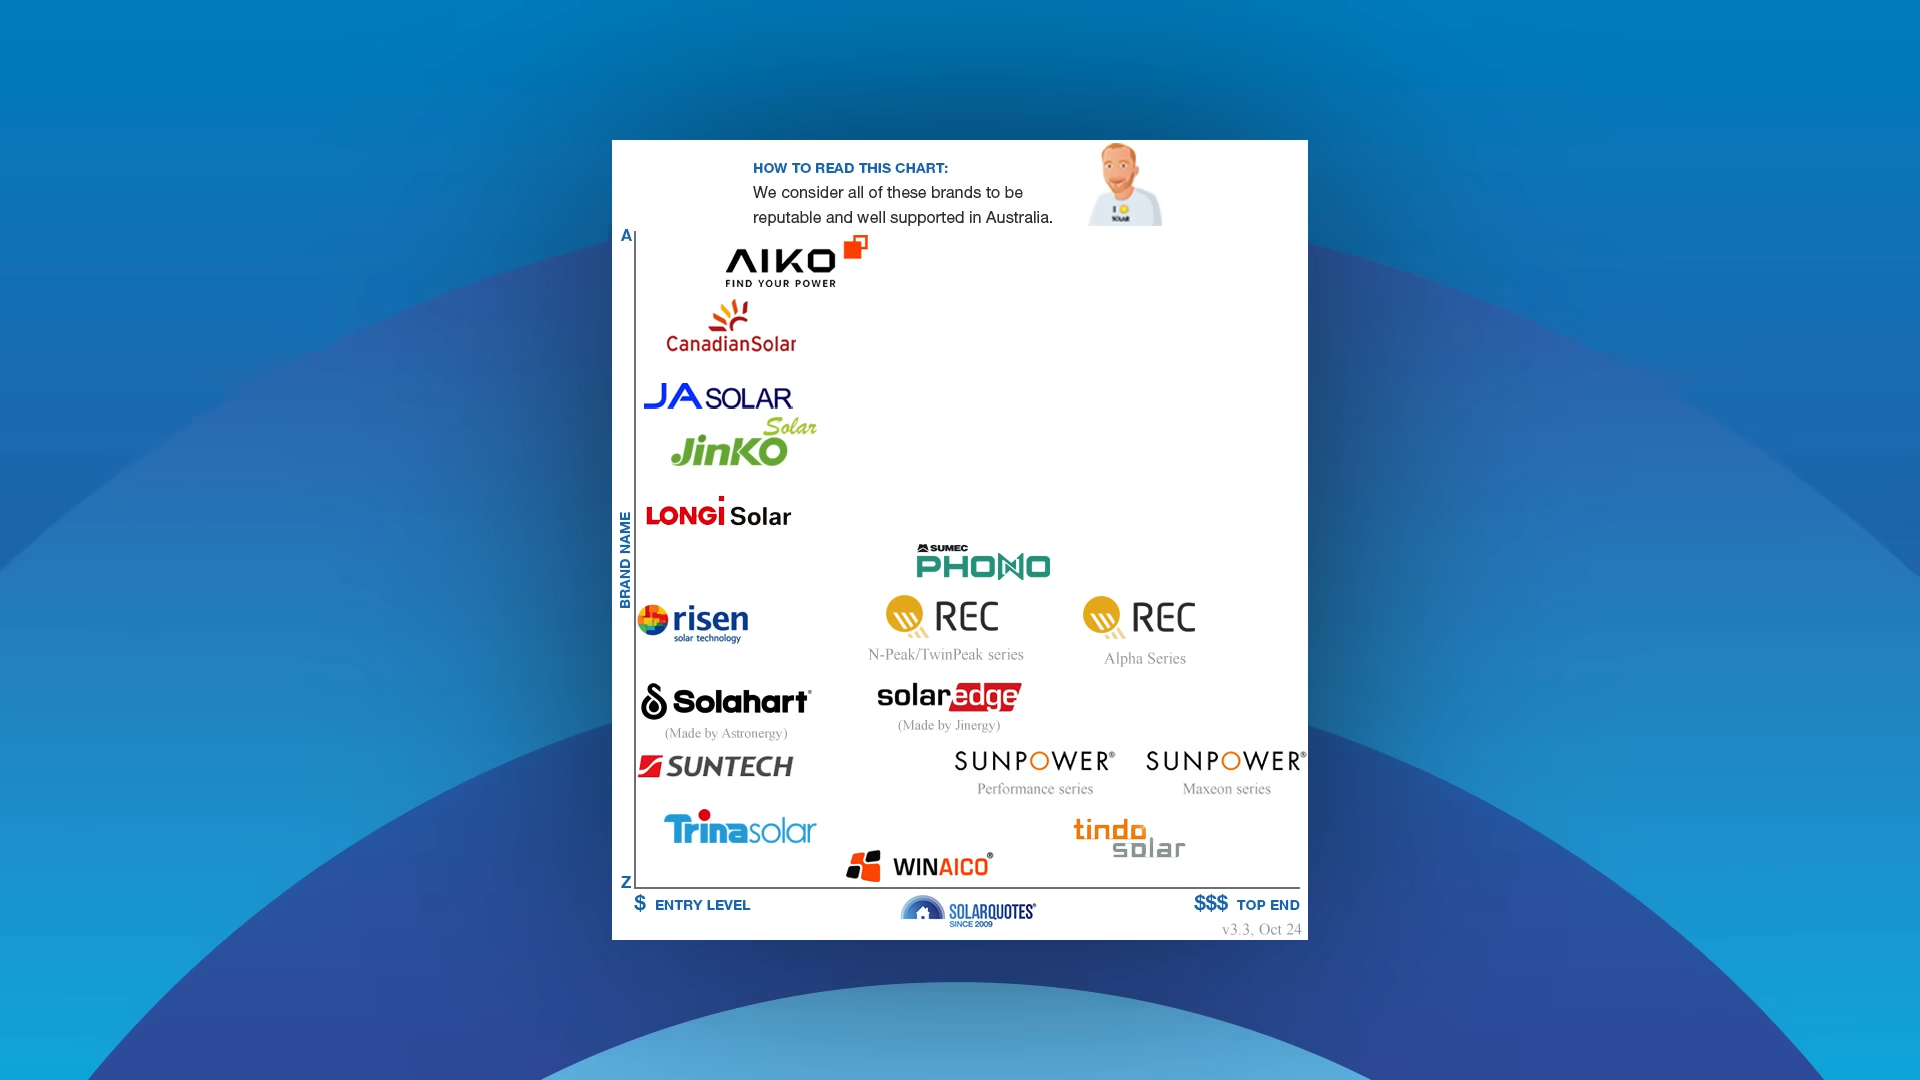 HOW TO READ THIS CHART:
We consider all of these brands to be
reputable and well supported in Australia.
I
SOLAR
A
AIKO
FIND YOUR POWER
CanadianSolar
JA SOLAR
Solar
JinKO
LONGi Solar
BRAND NAME
SUMEC
PHONO
risen
solar technology
REC
N-Peak/TwinPeak series
REC
Alpha Series
Solahart®
(Made by Astronergy)
solaredge
(Made by Jinergy)
SUNTECH
SUNPOWER®
Performance series
SUNPOWER®
Maxeon series
Trinasolar
tindo
solar
WINAICO®
Z
$ ENTRY LEVEL
SOLARQUOTES®
SINCE 2009
$$$ TOP END
v3.3, Oct 24